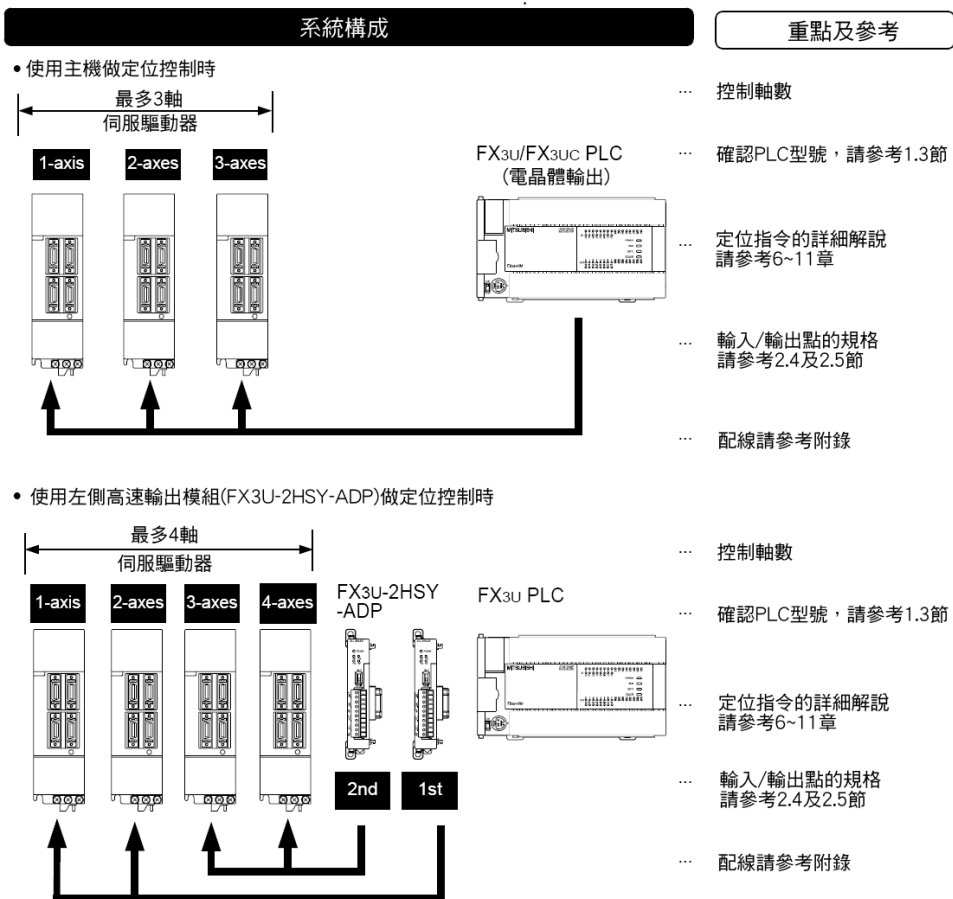 系統構成
重點及參考
• 使用主機做定位控制時
最多3軸
伺服驅動器
1-axis
2-axes
3-axes
FX3U/FX3UC PLC
(電晶體輸出)
MITSUBISHI
… 控制軸數
… 確認PLC型號，請參考1.3節
… 定位指令的詳細解說
請參考6~11章
… 輸入/輸出點的規格
請參考2.4及2.5節
… 配線請參考附錄
• 使用左側高速輸出模組(FX3U-2HSY-ADP)做定位控制時
最多4軸
伺服驅動器
1-axis
2-axes
3-axes
4-axes
FX3U-2HSY
-ADP
FX3U PLC
MITSUBISHI
2nd
1st
… 控制軸數
… 確認PLC型號，請參考1.3節
… 定位指令的詳細解說
請參考6~11章
… 輸入/輸出點的規格
請參考2.4及2.5節
… 配線請參考附錄